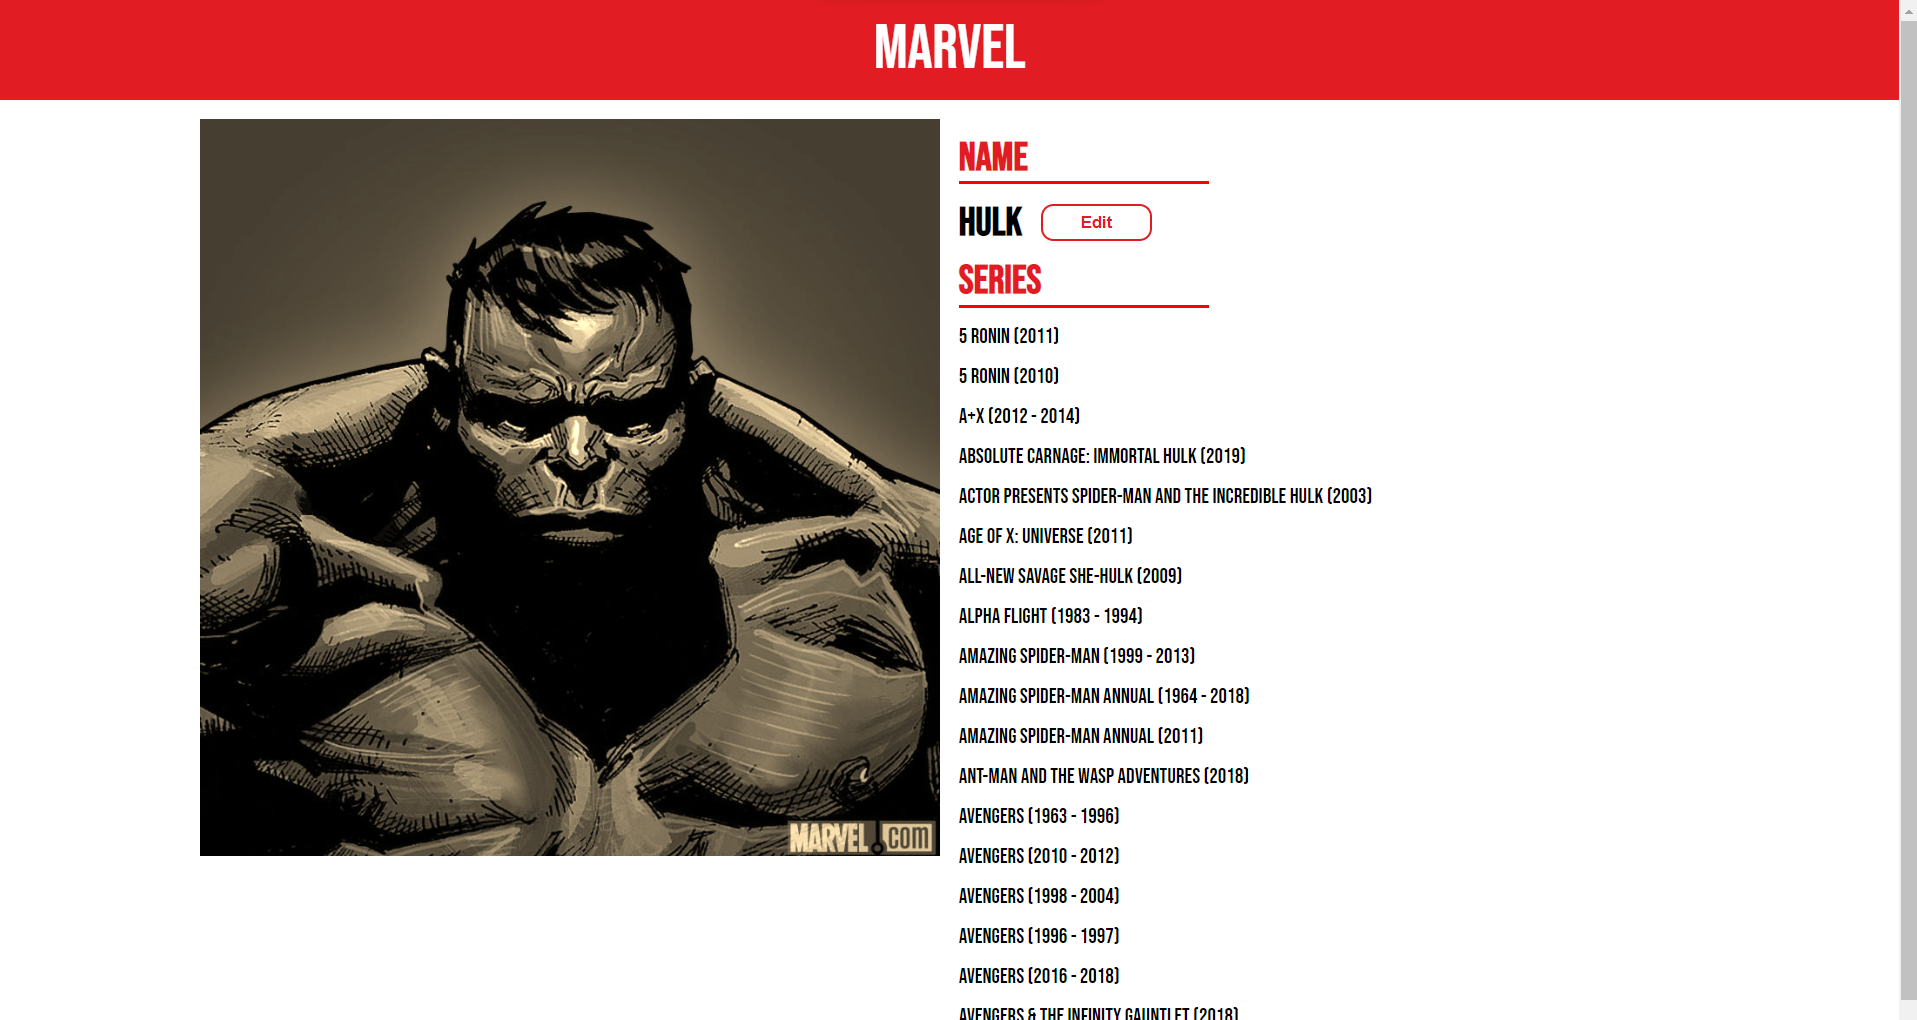 MARVEL
NAME
HULK
Edit
SERIES
5 RONIN (2011)
5 RONIN (2010)
A+X (2012 - 2014)
ABSOLUTE CARNAGE: IMMORTAL HULK (2019)
ACTOR PRESENTS SPIDER-MAN AND THE INCREDIBLE HULK (2003)
AGE OF X: UNIVERSE (2011)
ALL-NEW SAVAGE SHE-HULK (2009)
ALPHA FLIGHT (1983 - 1994)
AMAZING SPIDER-MAN (1999 - 2013)
AMAZING SPIDER-MAN ANNUAL (1964 - 2018)
AMAZING SPIDER-MAN ANNUAL (2011)
ANT-MAN AND THE WASP ADVENTURES (2018)
AVENGERS (1963 - 1996)
AVENGERS (2010 - 2012)
AVENGERS (1998 - 2004)
AVENGERS (1996 - 1997)
AVENGERS (2016 - 2018)
AVENGERS & THE INFINITY GAUNTLET (2018)
MARVEL.com